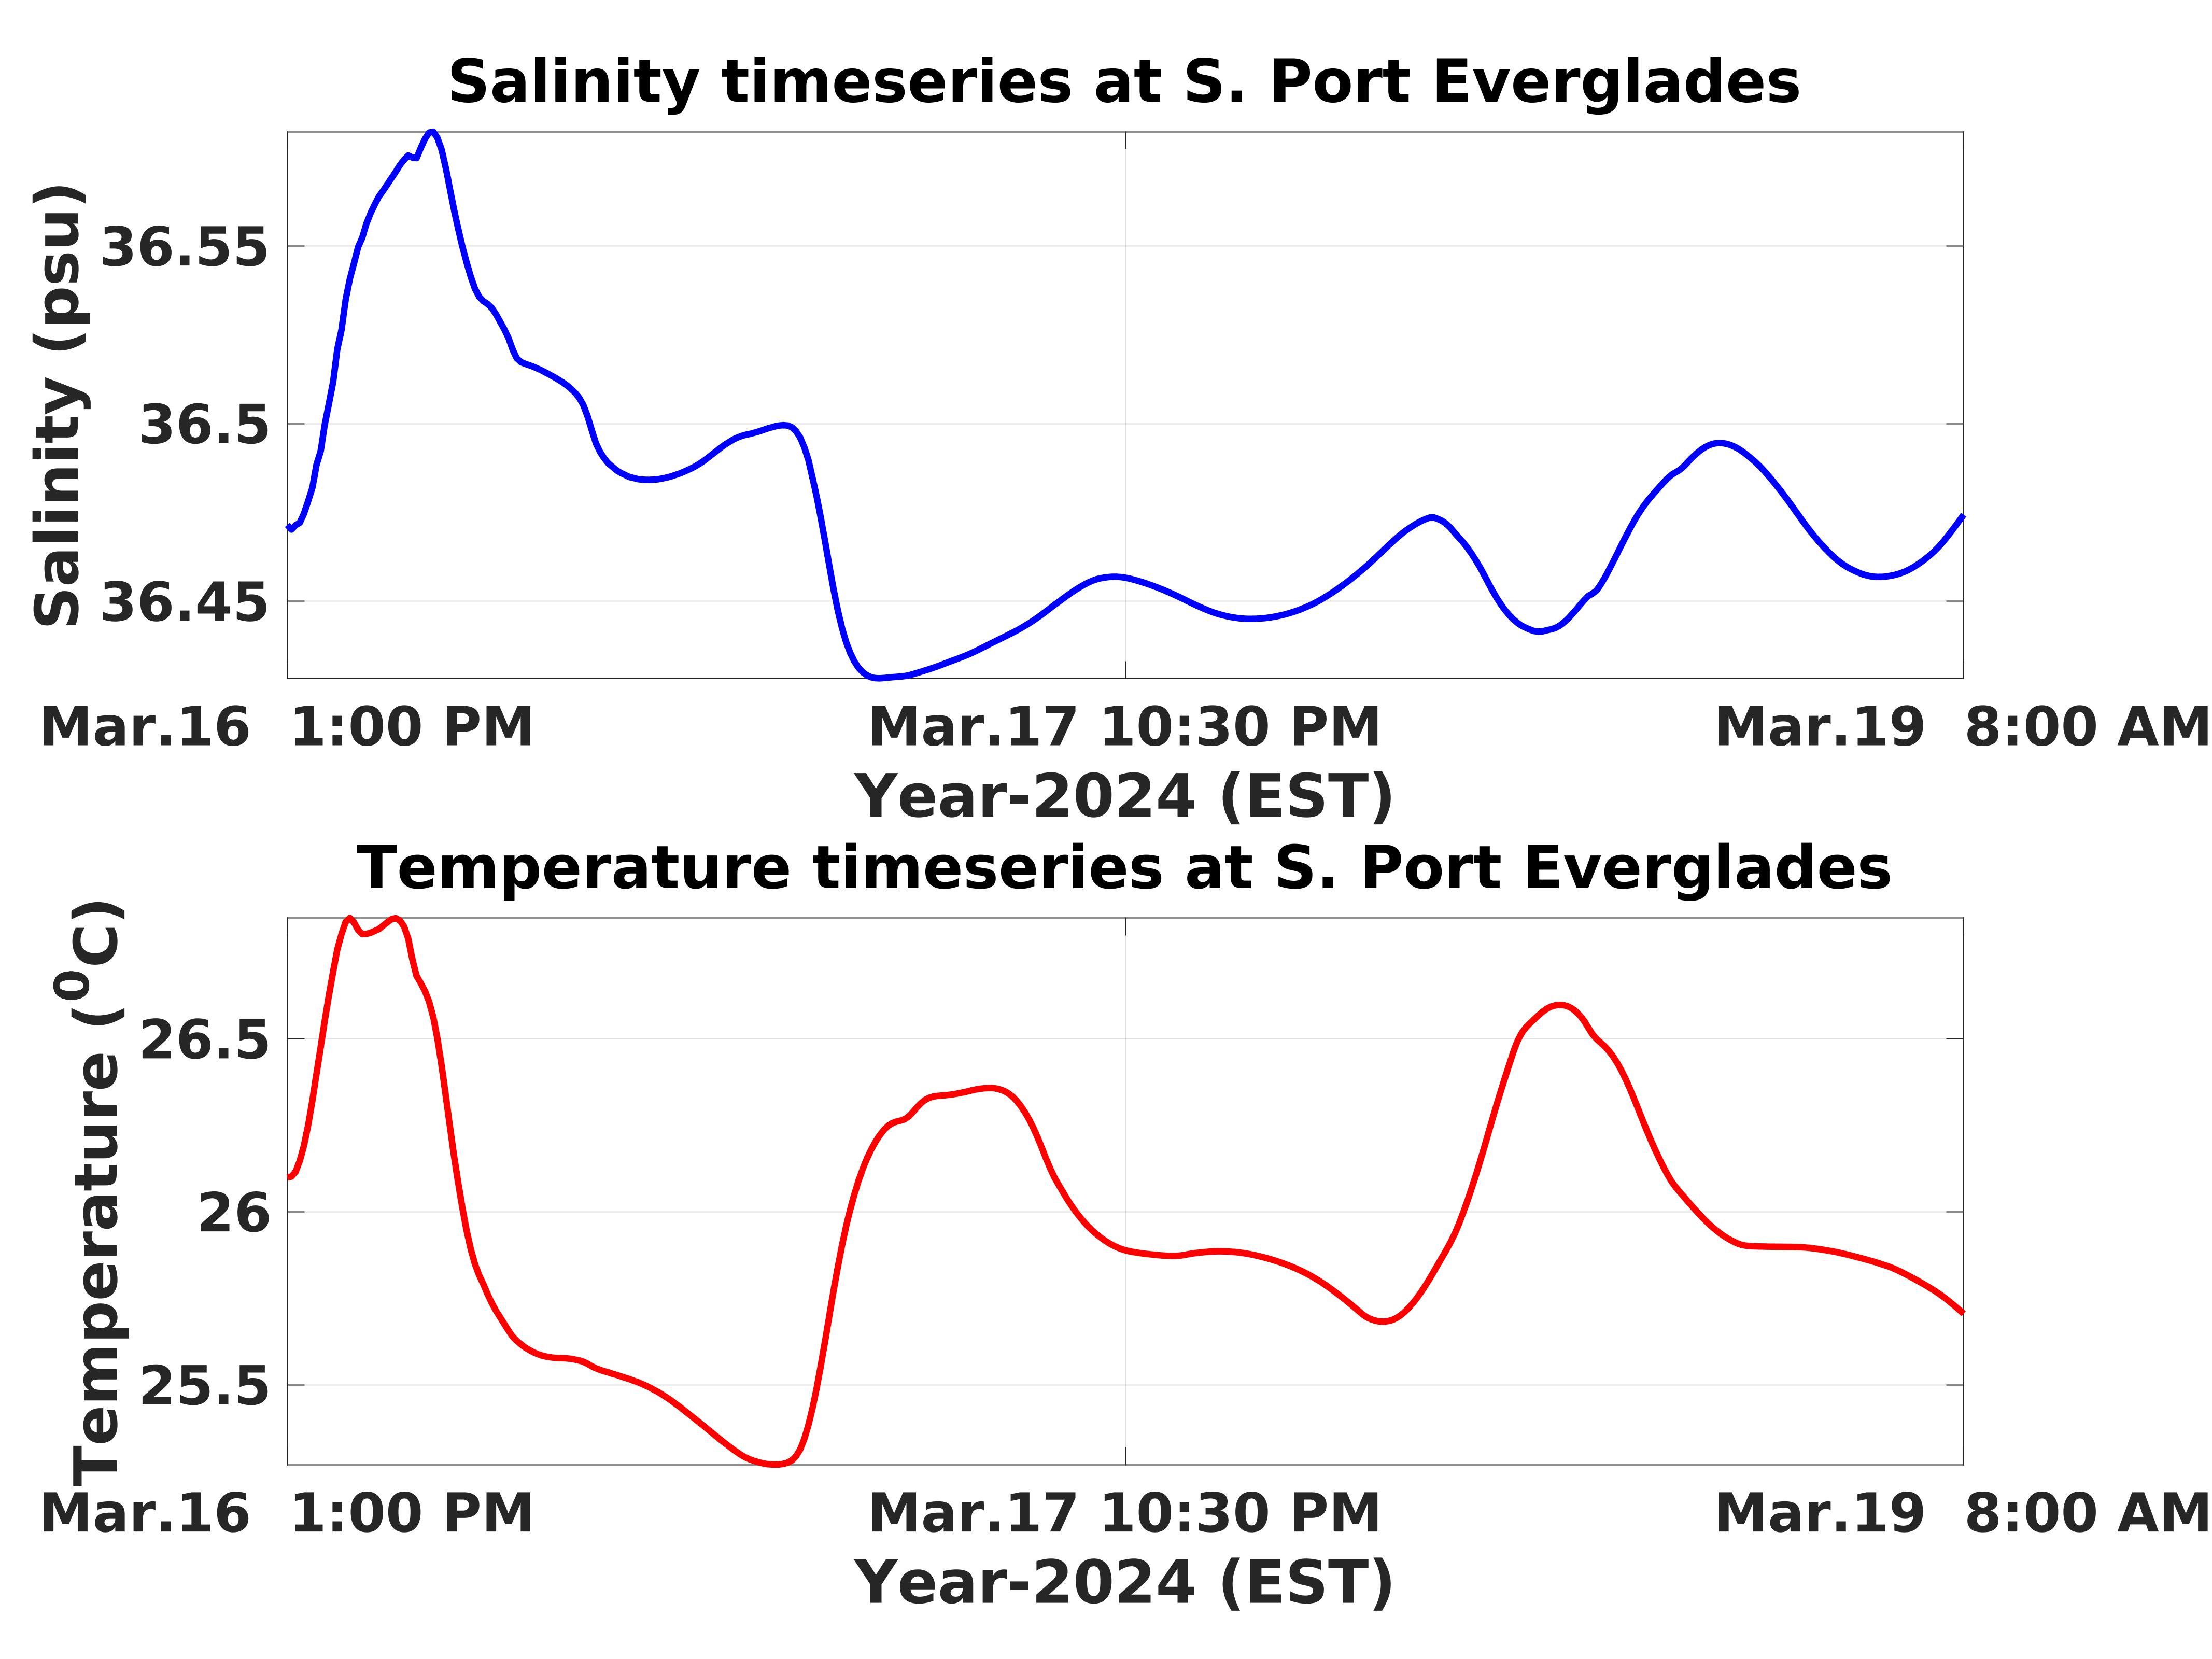 Salinity timeseries at S. Port Everglades
Salinity (psu)
36.55
36.5
36.45
Mar.16  1:00 PM Mar.17 10:30 PM Mar.19  8:00 AM
Year-2024 (EST)
Temperature timeseries at S. Port Everglades
Temperature (⁰C)
26.5
26
25.5
Mar.16  1:00 PM Mar.17 10:30 PM Mar.19  8:00 AM
Year-2024 (EST)